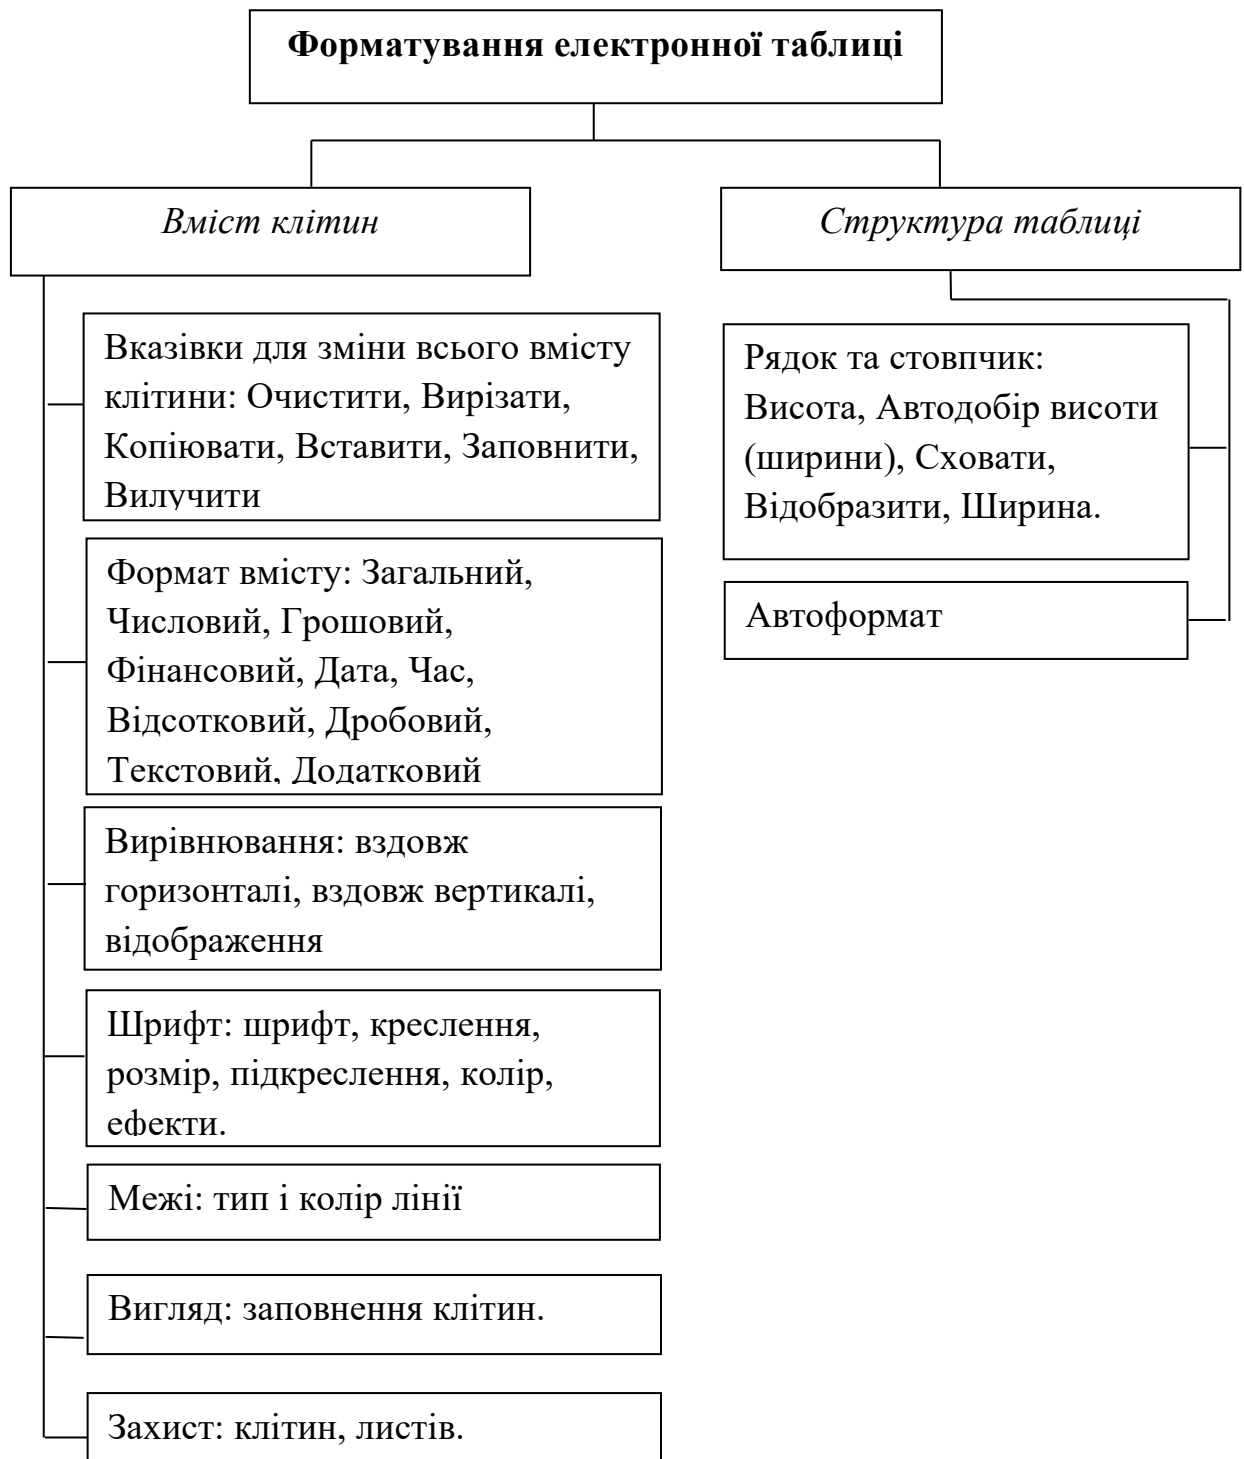 Форматування електронної таблиці
Вміст клітин
Вказівки для зміни всього вмісту
клітини: Очистити, Вирізати,
Копіювати, Вставити, Заповнити,
Вилучити
Формат вмісту: Загальний,
Числовий, Грошовий,
Фінансовий, Дата, Час,
Відсотковий, Дробовий,
Текстовий, Додатковий
Вирівнювання: вздовж
горизонталі, вздовж вертикалі,
відображення
Шрифт: шрифт, креслення,
розмір, підкреслення, колір,
ефекти.
Межі: тип і колір лінії
Вигляд: заповнення клітин.
Захист: клітин, листів.
Структура таблиці
Рядок та стовпчик:
Висота, Автодобір висоти
(ширини), Сховати,
Відобразити, Ширина.
Автоформат